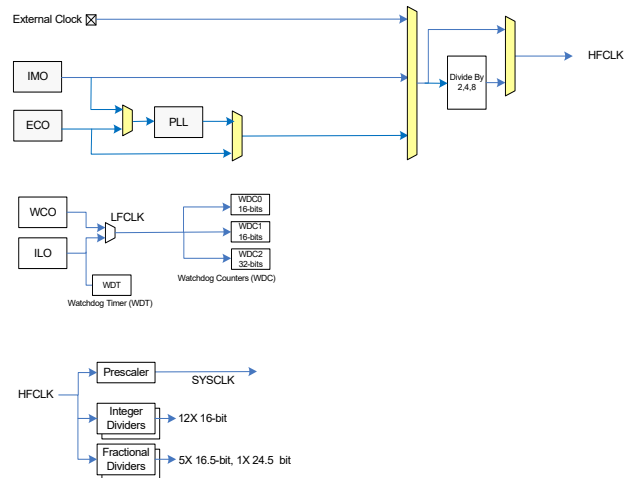 External Clock
HFCLK
IMO
Divide By
2,4,8
ECO
PLL
WCO
LFCLK
WDC0
16-bits
WDC1
16-bits
ILO
WDC2
32-bits
WDT
Watchdog Counters (WDC)
Watchdog Timer (WDT)
Prescaler
SYSCLK
HFCLK
Integer
Dividers
12X 16-bit
Fractional
Dividers
5X 16.5-bit, 1X 24.5 bit